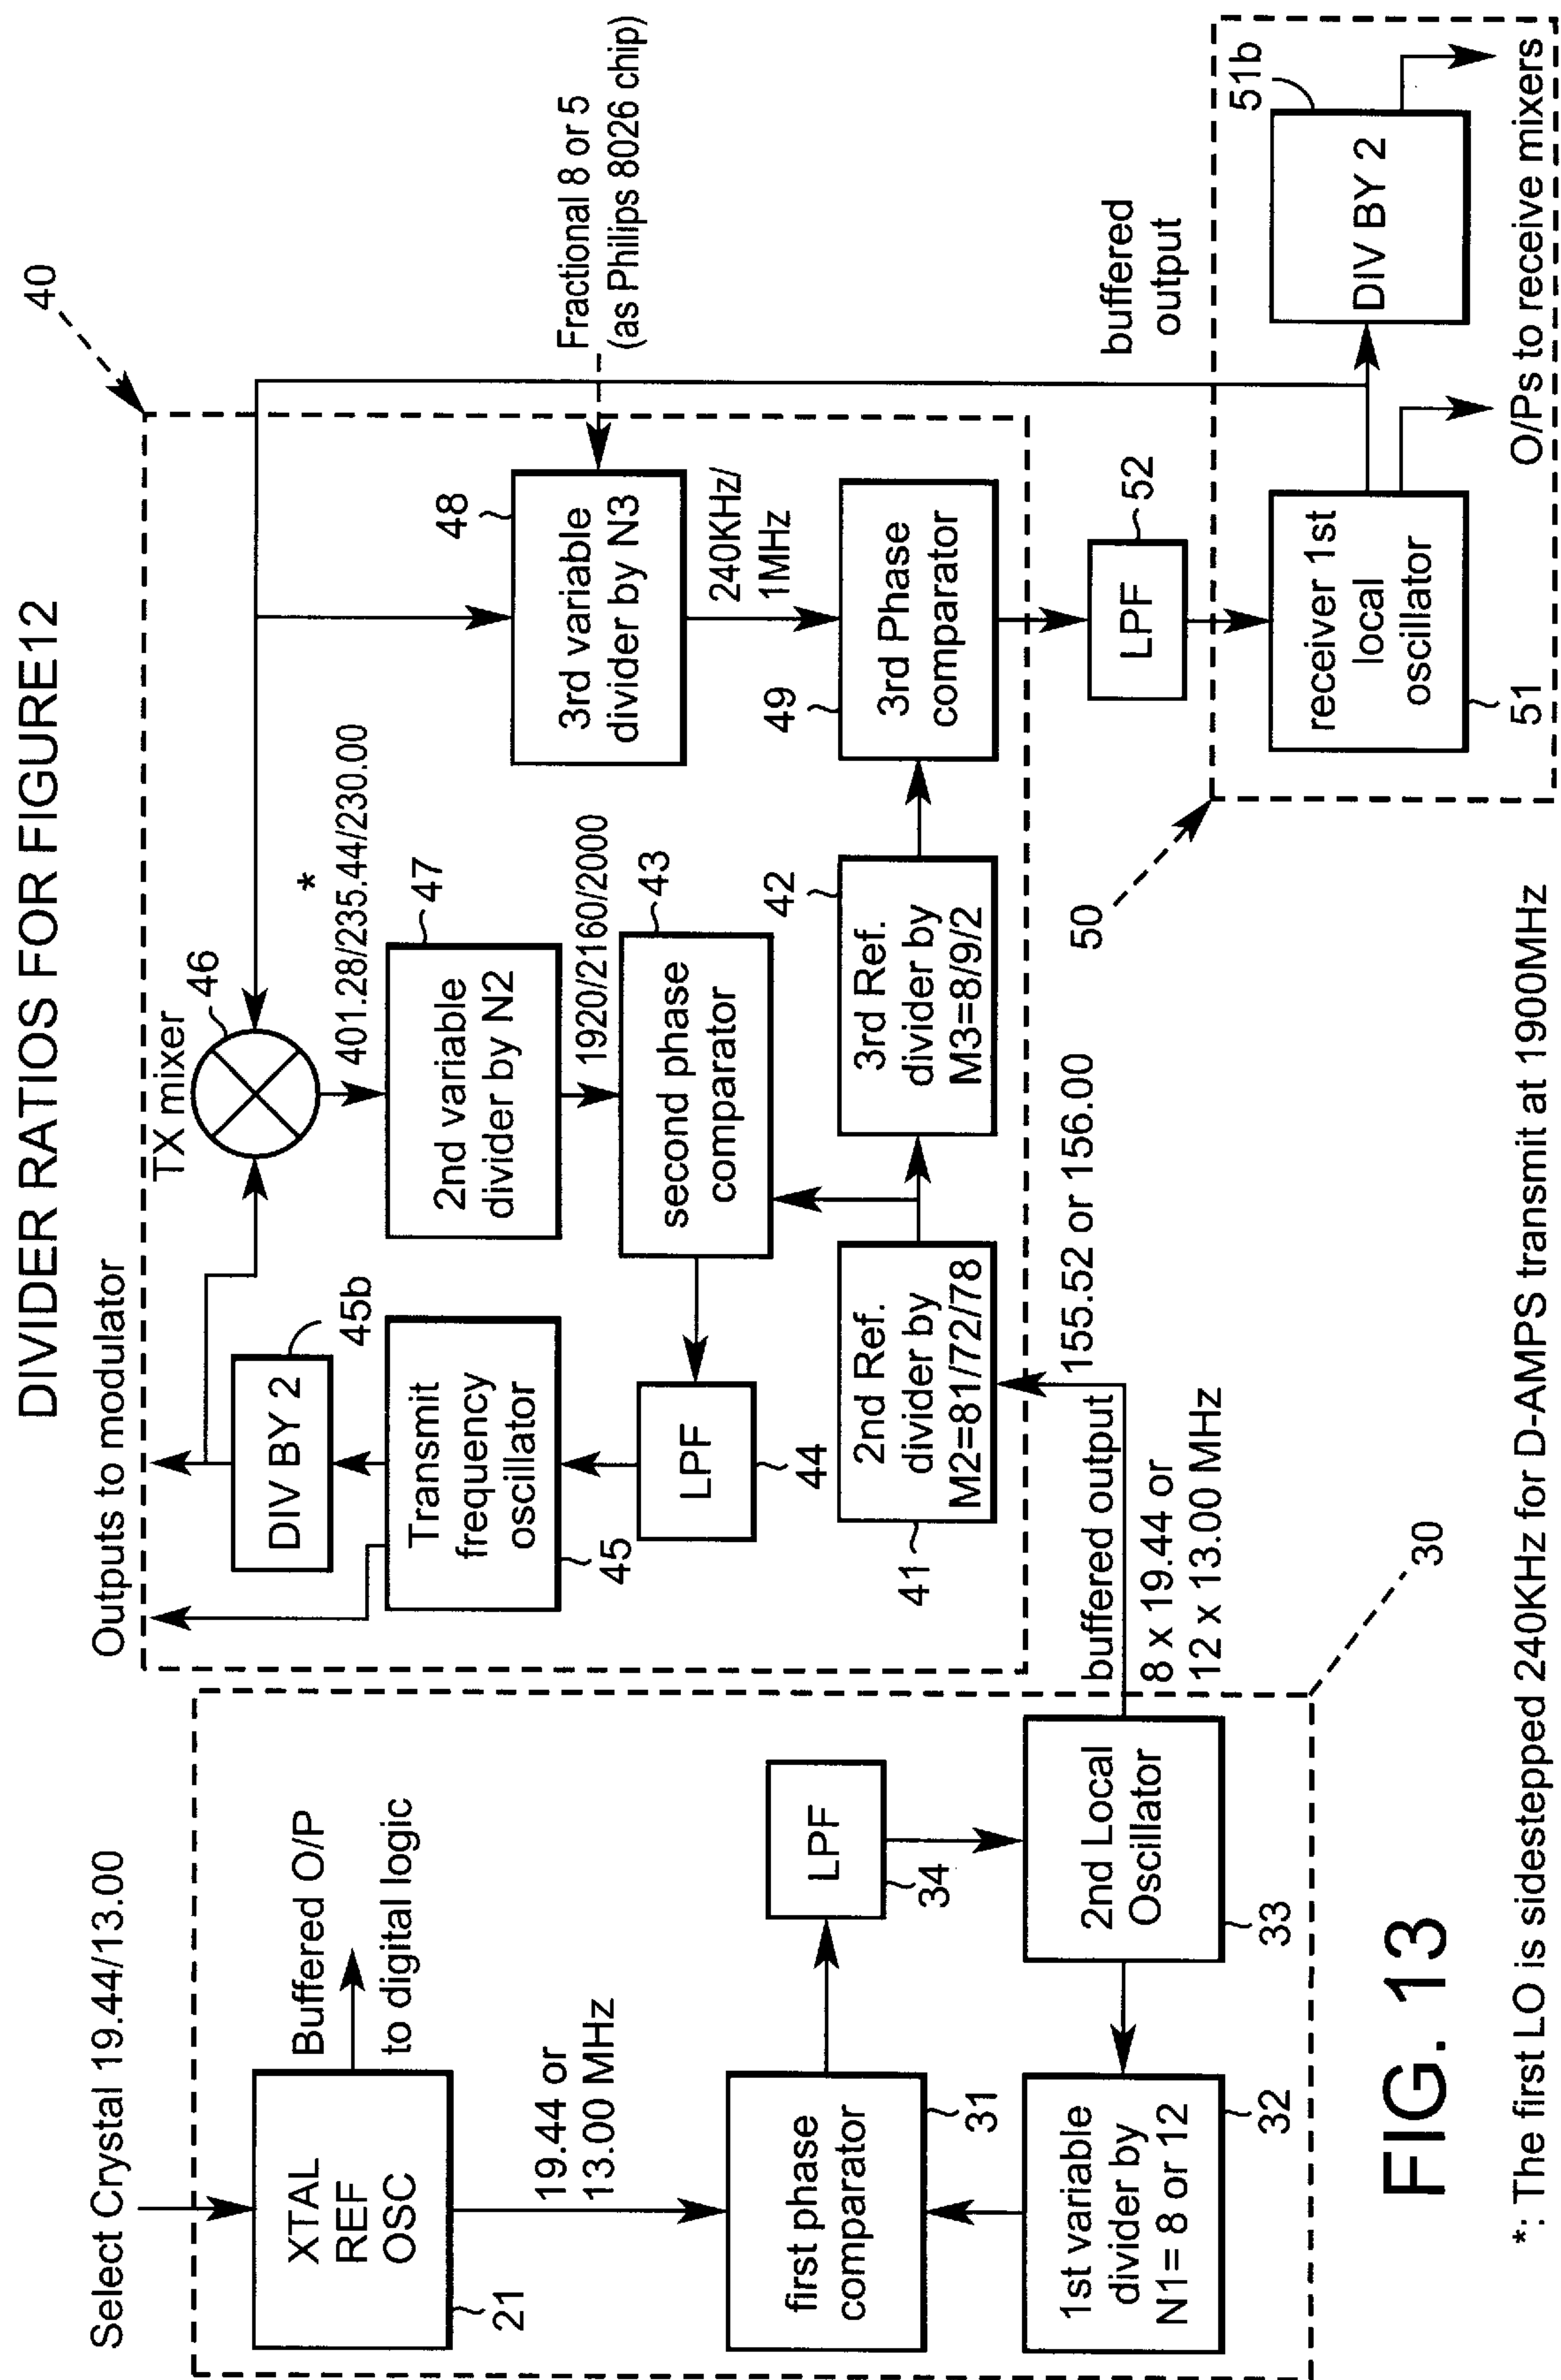 DIVIDER RATIOS FOR FIGURE12
Select Crystal 19.44/13.00
XTAL
REF
OSC
21
Buffered O/P
to digital logic
19.44 or
13.00 MHz
first phase
comparator
31
1st variable
divider by
N1= 8 or 12
32
LPF
34
2nd Local
Oscillator
33
30
buffered output
8 x 19.44 or
12 x 13.00 MHz
155.52 or 156.00
Outputs to modulator
DIV BY 2
45b
Transmit
frequency
oscillator
45
LPF
44
2nd Ref.
divider by
M2=81/72/78
41
TX mixer
46
*
401.28/235.44/230.00
2nd variable
divider by N2
47
1920/2160/2000
second phase
comparator
43
3rd Ref.
divider by
M3=8/9/2
42
40
Fractional 8 or 5
(as Philips 8026 chip)
3rd variable
divider by N3
48
240KHz/
1MHz
3rd Phase
comparator
49
LPF
52
buffered
output
50
receiver 1st
local
oscillator
51
DIV BY 2
51b
O/Ps to receive mixers
FIG. 13
*: The first LO is sidestepped 240KHz for D-AMPS transmit at 1900MHz